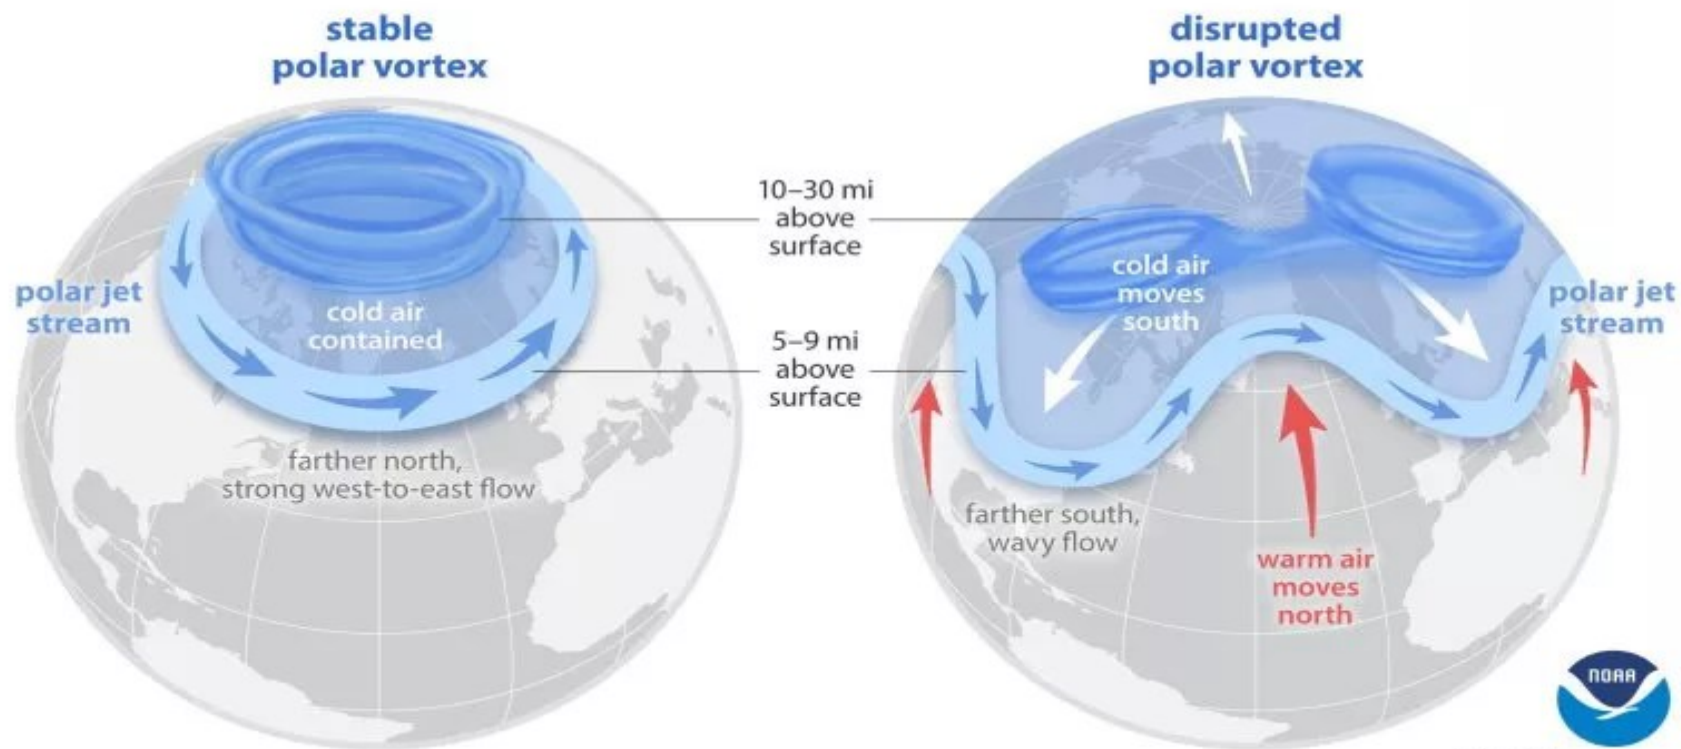 stable
polar vortex
disrupted
polar vortex
10–30 mi
above
surface
polar jet
stream
cold air
contained
5–9 mi
above
surface
farther north,
strong west-to-east flow
cold air
moves
south
polar jet
stream
farther south,
wavy flow
warm air
moves
north
NOAA